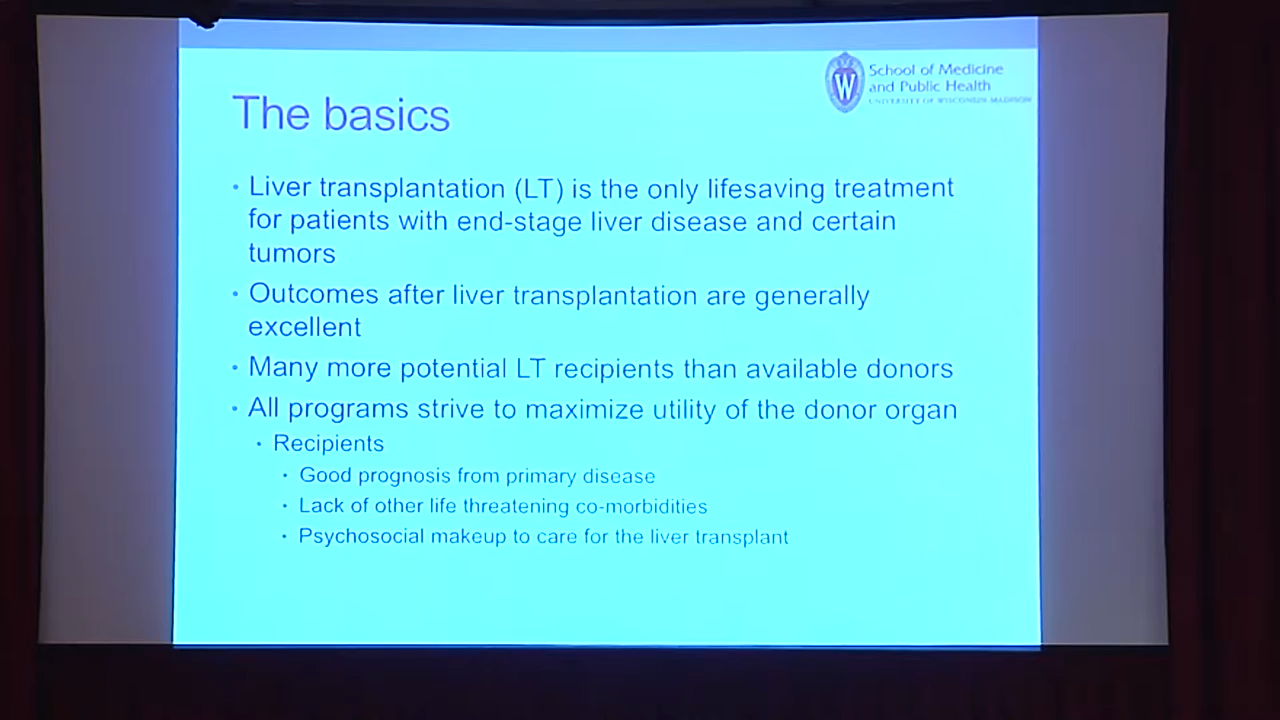 School of Medicine
and Public Health
UNIVERSITY OF WISCONSIN-MADISON
W
The basics
• Liver transplantation (LT) is the only lifesaving treatment
for patients with end-stage liver disease and certain
tumors
• Outcomes after liver transplantation are generally
excellent
• Many more potential LT recipients than available donors
• All programs strive to maximize utility of the donor organ
• Recipients
• Good prognosis from primary disease
• Lack of other life threatening co-morbidities
• Psychosocial makeup to care for the liver transplant